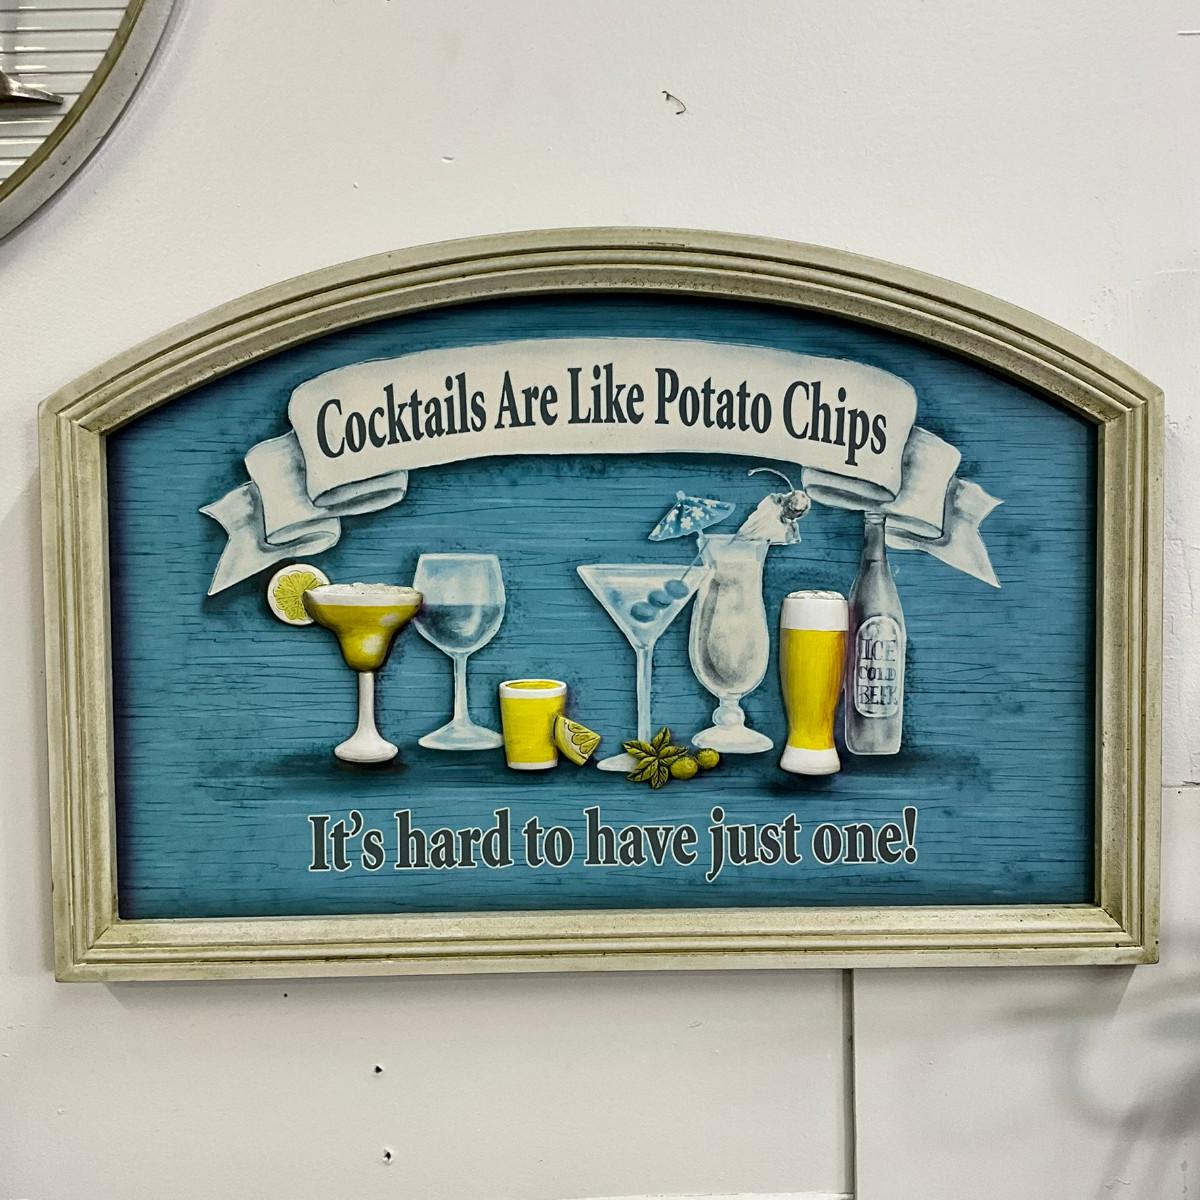 Cocktails Are Like Potato Chips
ICE
COLD
BEER
It's hard to have just one!